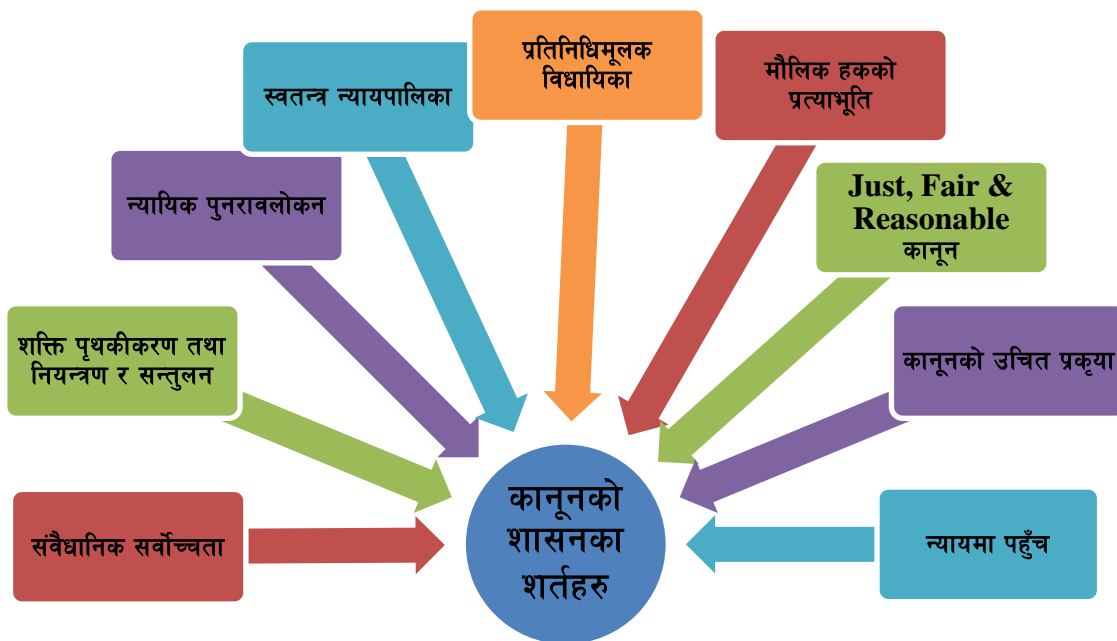 प्रतिनिधिमूलक
विधायिका
मौलिक हकको
प्रत्याभूति
स्वतन्त्र न्यायपालिका
Just, Fair &
Reasonable
कानून
न्यायिक पुनरावलोकन
शक्ति पृथकीकरण तथा
नियन्त्रण र सन्तुलन
कानूनको उचित प्रकृया
संवैधानिक सर्वोच्चता
कानूनको
शासनका
शर्तहरु
न्यायमा पहुँच